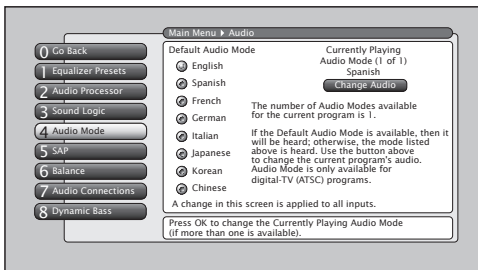 Main Menu ▸ Audio
0 Go Back
1 Equalizer Presets
2 Audio Processor
3 Sound Logic
4 Audio Mode
5 SAP
6 Balance
7 Audio Connections
8 Dynamic Bass
Default Audio Mode
English
Spanish
French
German
Italian
Japanese
Korean
Chinese
Currently Playing
Audio Mode (1 of 1)
Spanish
Change Audio
The number of Audio Modes available
for the current program is 1.
If the Default Audio Mode is available, then it
will be heard; otherwise, the mode listed
above is heard. Use the button above
to change the current program's audio.
Audio Mode is only available for
digital-TV (ATSC) programs.
A change in this screen is applied to all inputs.
Press OK to change the Currently Playing Audio Mode
(if more than one is available).